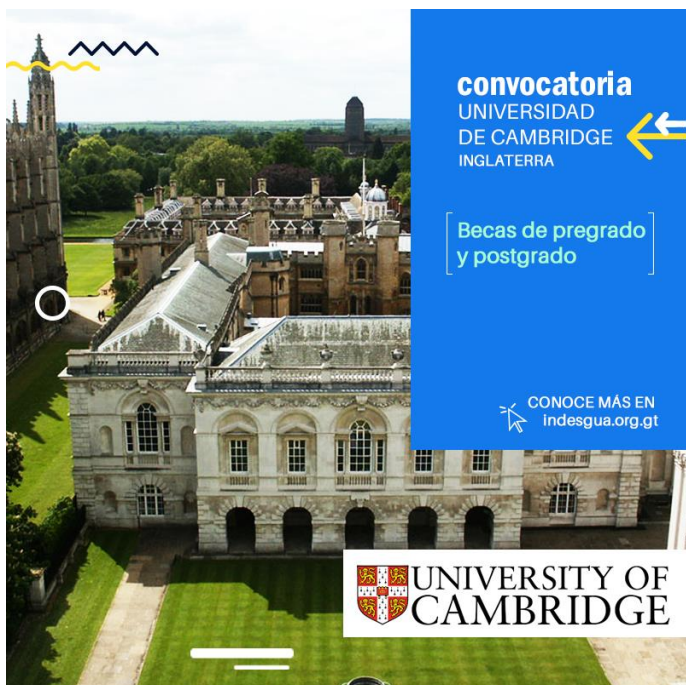 convocatoria
UNIVERSIDAD
DE CAMBRIDGE
INGLATERRA
Becas de pregrado
y postgrado
CONOCE MÁS EN
indesgua.org.gt
UNIVERSITY OF
CAMBRIDGE